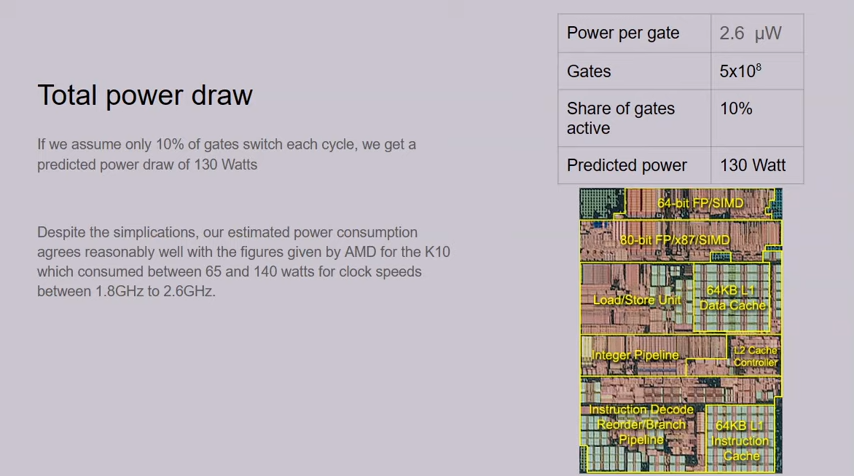 Total power draw
If we assume only 10% of gates switch each cycle, we get a
predicted power draw of 130 Watts
Despite the simplications, our estimated power consumption
agrees reasonably well with the figures given by AMD for the K10
which consumed between 65 and 140 watts for clock speeds
between 1.8GHz to 2.6GHz.
Power per gate 2.6 µW
Gates 5x10⁸
Share of gates
active 10%
Predicted power 130 Watt
64-bit FP/SIMD
80-bit FP/x87/SIMD
Load/Store Unit
64KB L1
Data Cache
Integer Pipeline
L2 Cache
Controller
Instruction Decode
Reorder/Branch
Pipeline
64KB L1
Instruction
Cache